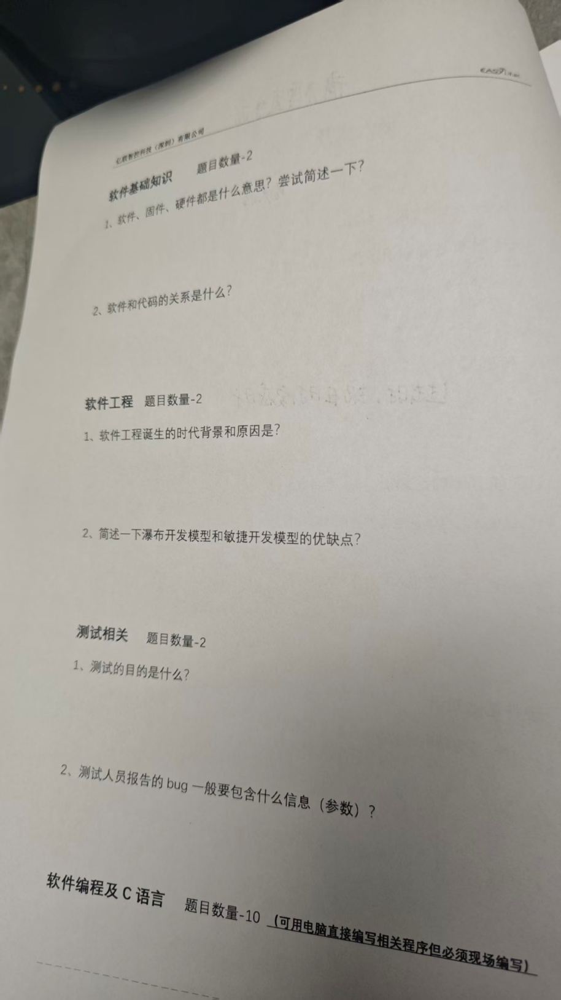 EASY
亿联智控科技（深圳）有限公司
软件基础知识 题目数量-2
1、软件、固件、硬件都是什么意思？尝试简述一下？
2、软件和代码的关系是什么？
软件工程 题目数量-2
1、软件工程诞生的时代背景和原因是？
2、简述一下瀑布开发模型和敏捷开发模型的优缺点？
测试相关 题目数量-2
1、测试的目的是什么？
2、测试人员报告的 bug 一般要包含什么信息（参数）？
软件编程及 C 语言 题目数量-10 (可用电脑直接编写相关程序但必须现场编写)